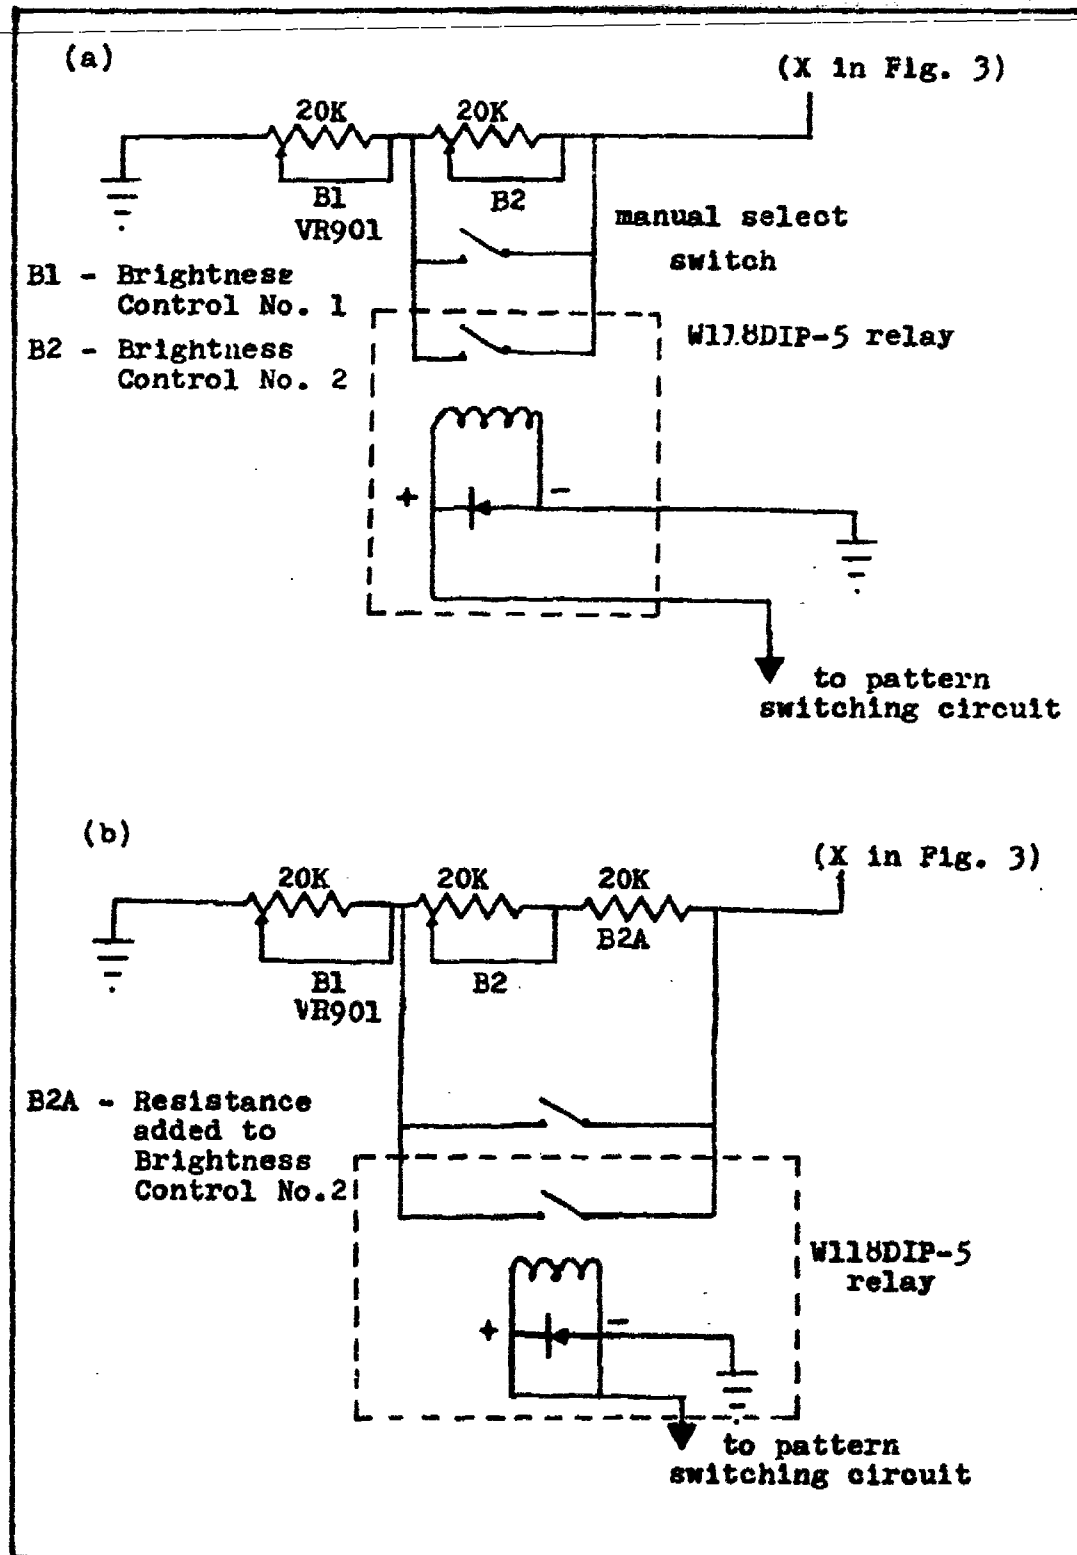 (a)
(X in Fig. 3)
20K
20K
B1
VR901
B2
manual select
switch
B1 - Brightness
Control No. 1
B2 - Brightness
Control No. 2
W118DIP-5 relay
+
-
to pattern
switching circuit
(b)
(X in Fig. 3)
20K
20K
20K
B1
VR901
B2
B2A
B2A - Resistance
added to
Brightness
Control No.2
W118DIP-5
relay
+
-
to pattern
switching circuit